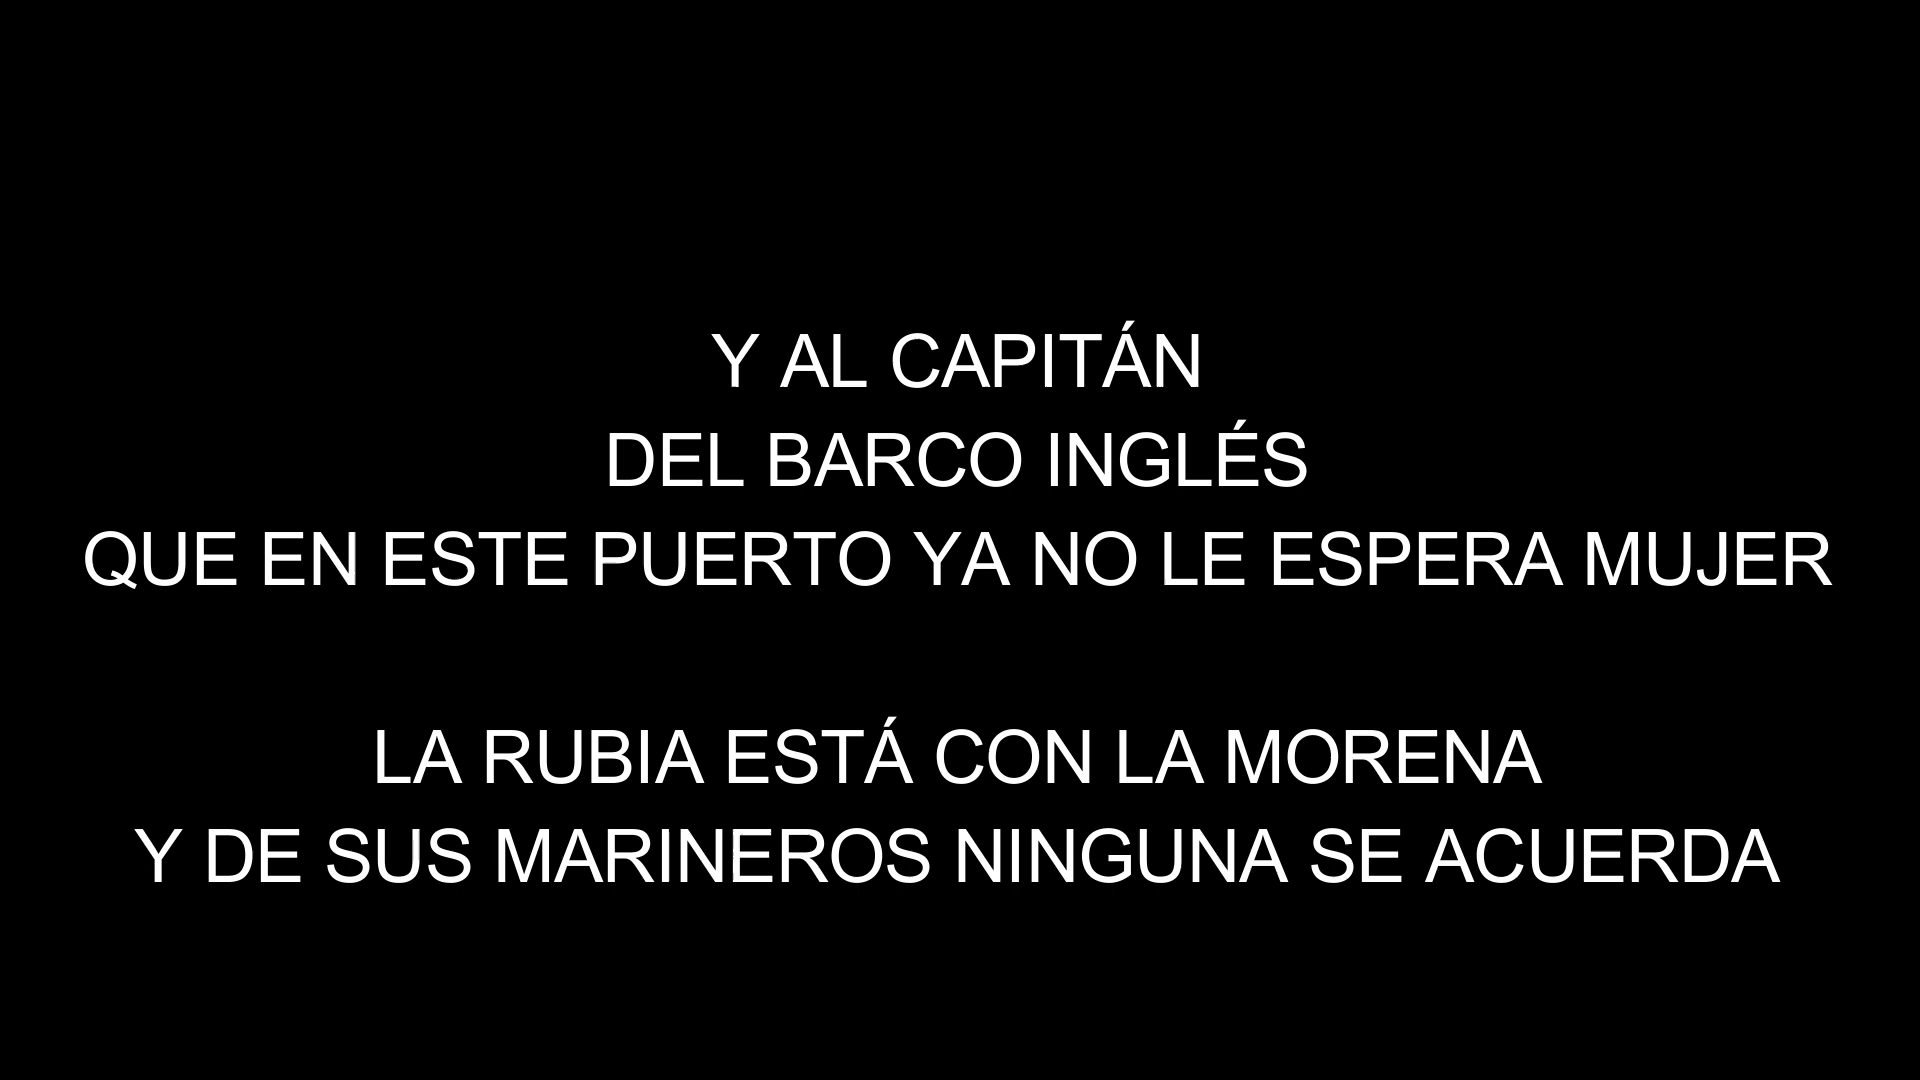 Y AL CAPITÁN
DEL BARCO INGLÉS
QUE EN ESTE PUERTO YA NO LE ESPERA MUJER
LA RUBIA ESTÁ CON LA MORENA
Y DE SUS MARINEROS NINGUNA SE ACUERDA